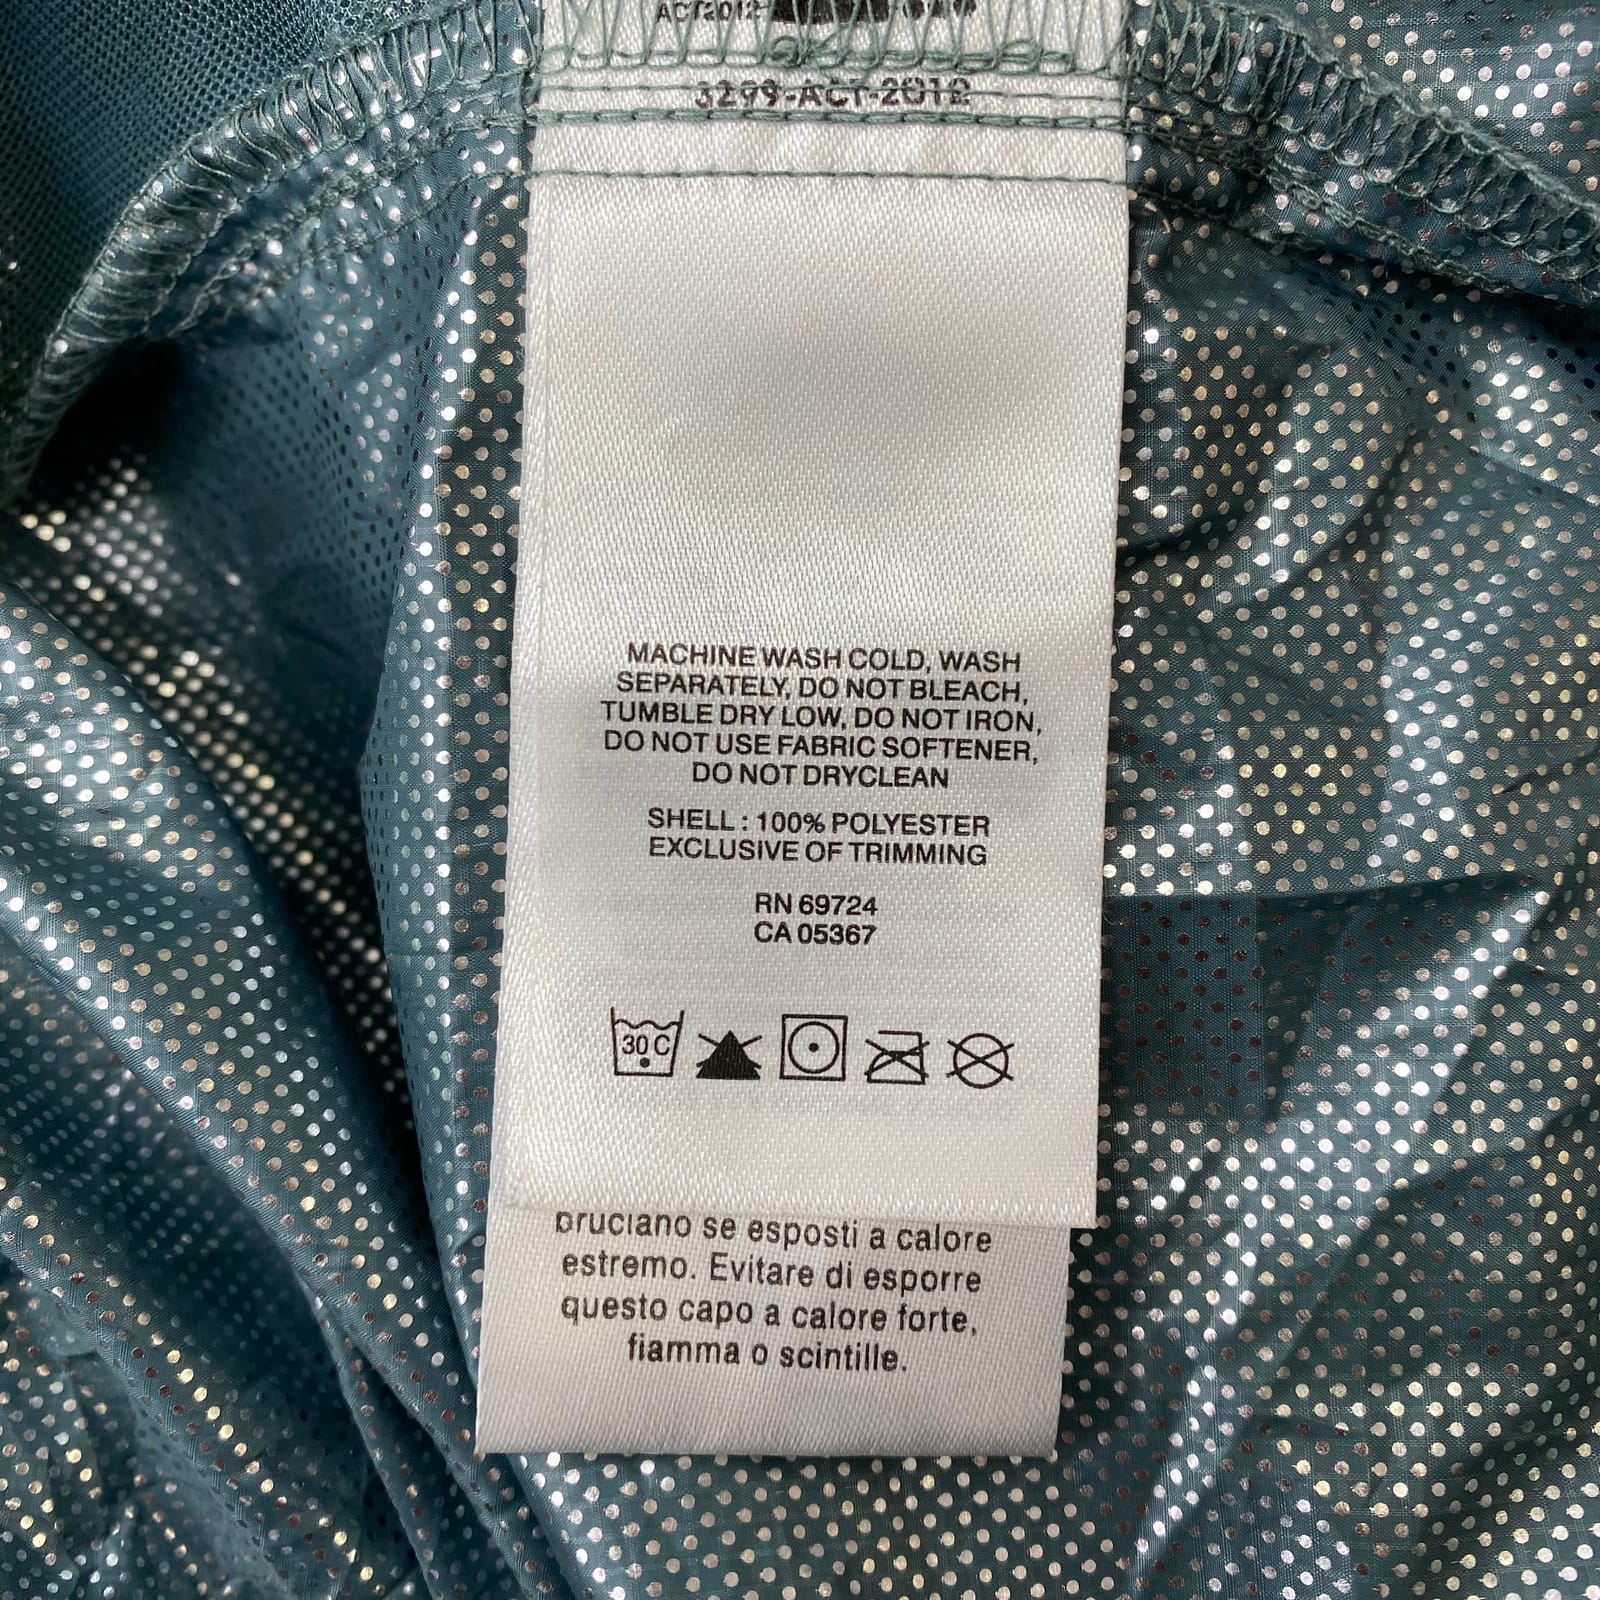 ACT2012
3299-ACT-2012
MACHINE WASH COLD, WASH
SEPARATELY, DO NOT BLEACH,
TUMBLE DRY LOW, DO NOT IRON,
DO NOT USE FABRIC SOFTENER,
DO NOT DRYCLEAN
SHELL : 100% POLYESTER
EXCLUSIVE OF TRIMMING
RN 69724
CA 05367
30 C
bruciano se esposti a calore
estremo. Evitare di esporre
questo capo a calore forte,
fiamma o scintille.